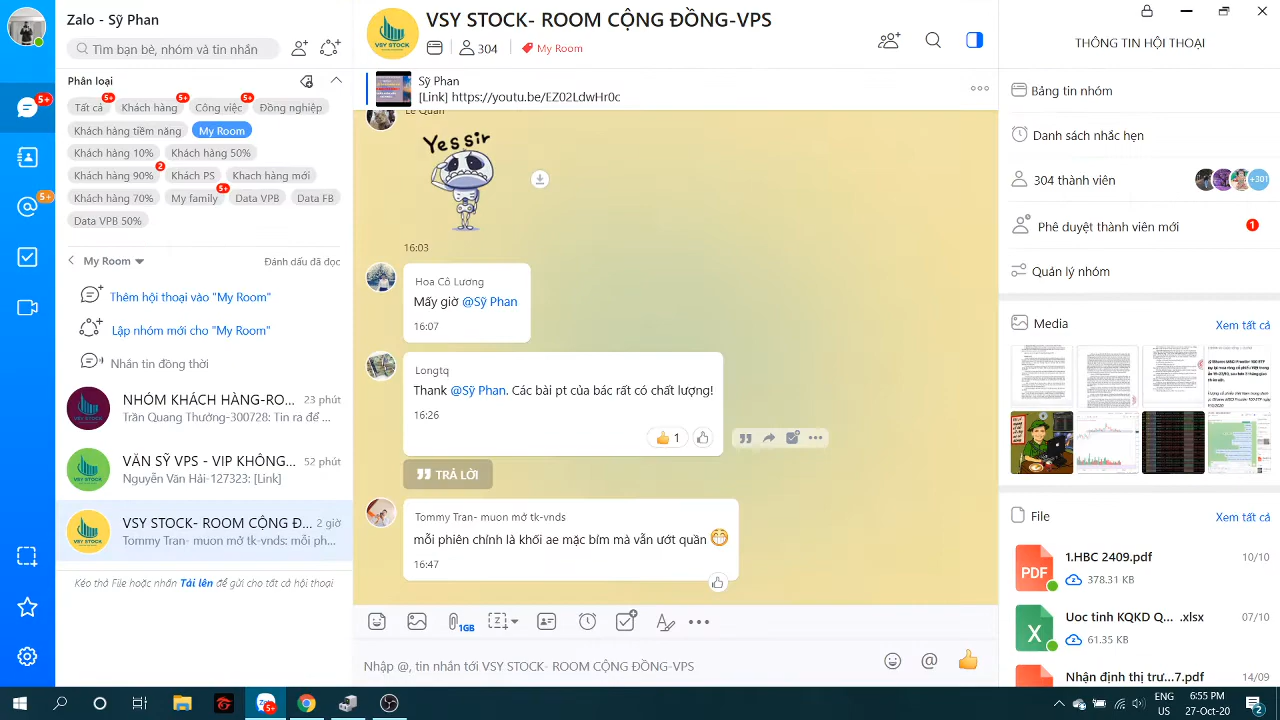 Zalo - Sỹ Phan
Tìm bạn bè, nhóm và tin nhắn
Phân loại
5+
Khách hàng tiềm năng
My Room
Công việc
Đồng nghiệp
Khách hàng 10%
Khách hàng 50%
Khách hàng 90%
2
Khách PS
Khach hàng mới
Khách hàng 70%
My family
5+
Data VPB
Data FB
Data VPB 50%
My Room
Đánh dấu đã đọc
Thêm hội thoại vào "My Room"
Lập nhóm mới cho "My Room"
Nhắn tin đồng thời
NHÓM KHÁCH HÀNG-RO...
23 phút
Trần Quang Thưởng-300728: Tin ra để ...
VĂN SỸ VPS - VIP KHÔNG...
52 phút
[Link]
VSY STOCK- ROOM CỘNG Đ...
2 giờ
Tommy Tran- muon mở tk-vnds: mỗi ph...
Kéo thả File hoặc nhấn Tải lên để gửi cho tất cả hội thoại
VSY STOCK
VSY STOCK- ROOM CỘNG ĐỒNG-VPS
304
My Room
Sỹ Phan
[Link] https://youtu.be/EZ02LdwHr0c
Le Quan
Yes sir
16:03
Hoa Cô Lương
Mấy giờ @Sỹ Phan
16:07
Longtq
Thank @sỹ Phan. Các bài pt của bác rất có chất lượng!
16:26
1
TRẢ LỜI
Tommy Tran- muon mở tk-vnds
mỗi phiên chỉnh là khối ae mặc bỉm mà vẫn ướt quần
16:47
1GB
Nhập @, tin nhắn tới VSY STOCK- ROOM CỘNG ĐỒNG-VPS
THÔNG TIN HỘI THOẠI
Bảng tin nhóm
Danh sách nhắc hẹn
304 thành viên
+301
Phê duyệt thành viên mới
1
Quản lý nhóm
Media
Xem tất cả
File
Xem tất cả
PDF
1.HBC 2409.pdf
10/10
378.31 KB
X
Uoc tinh KQKD Q... .xlsx
07/10
61.35 KB
Nhận định thị trư...7.pdf
14/09
ENG
US
6:55 PM
27-Oct-20
2